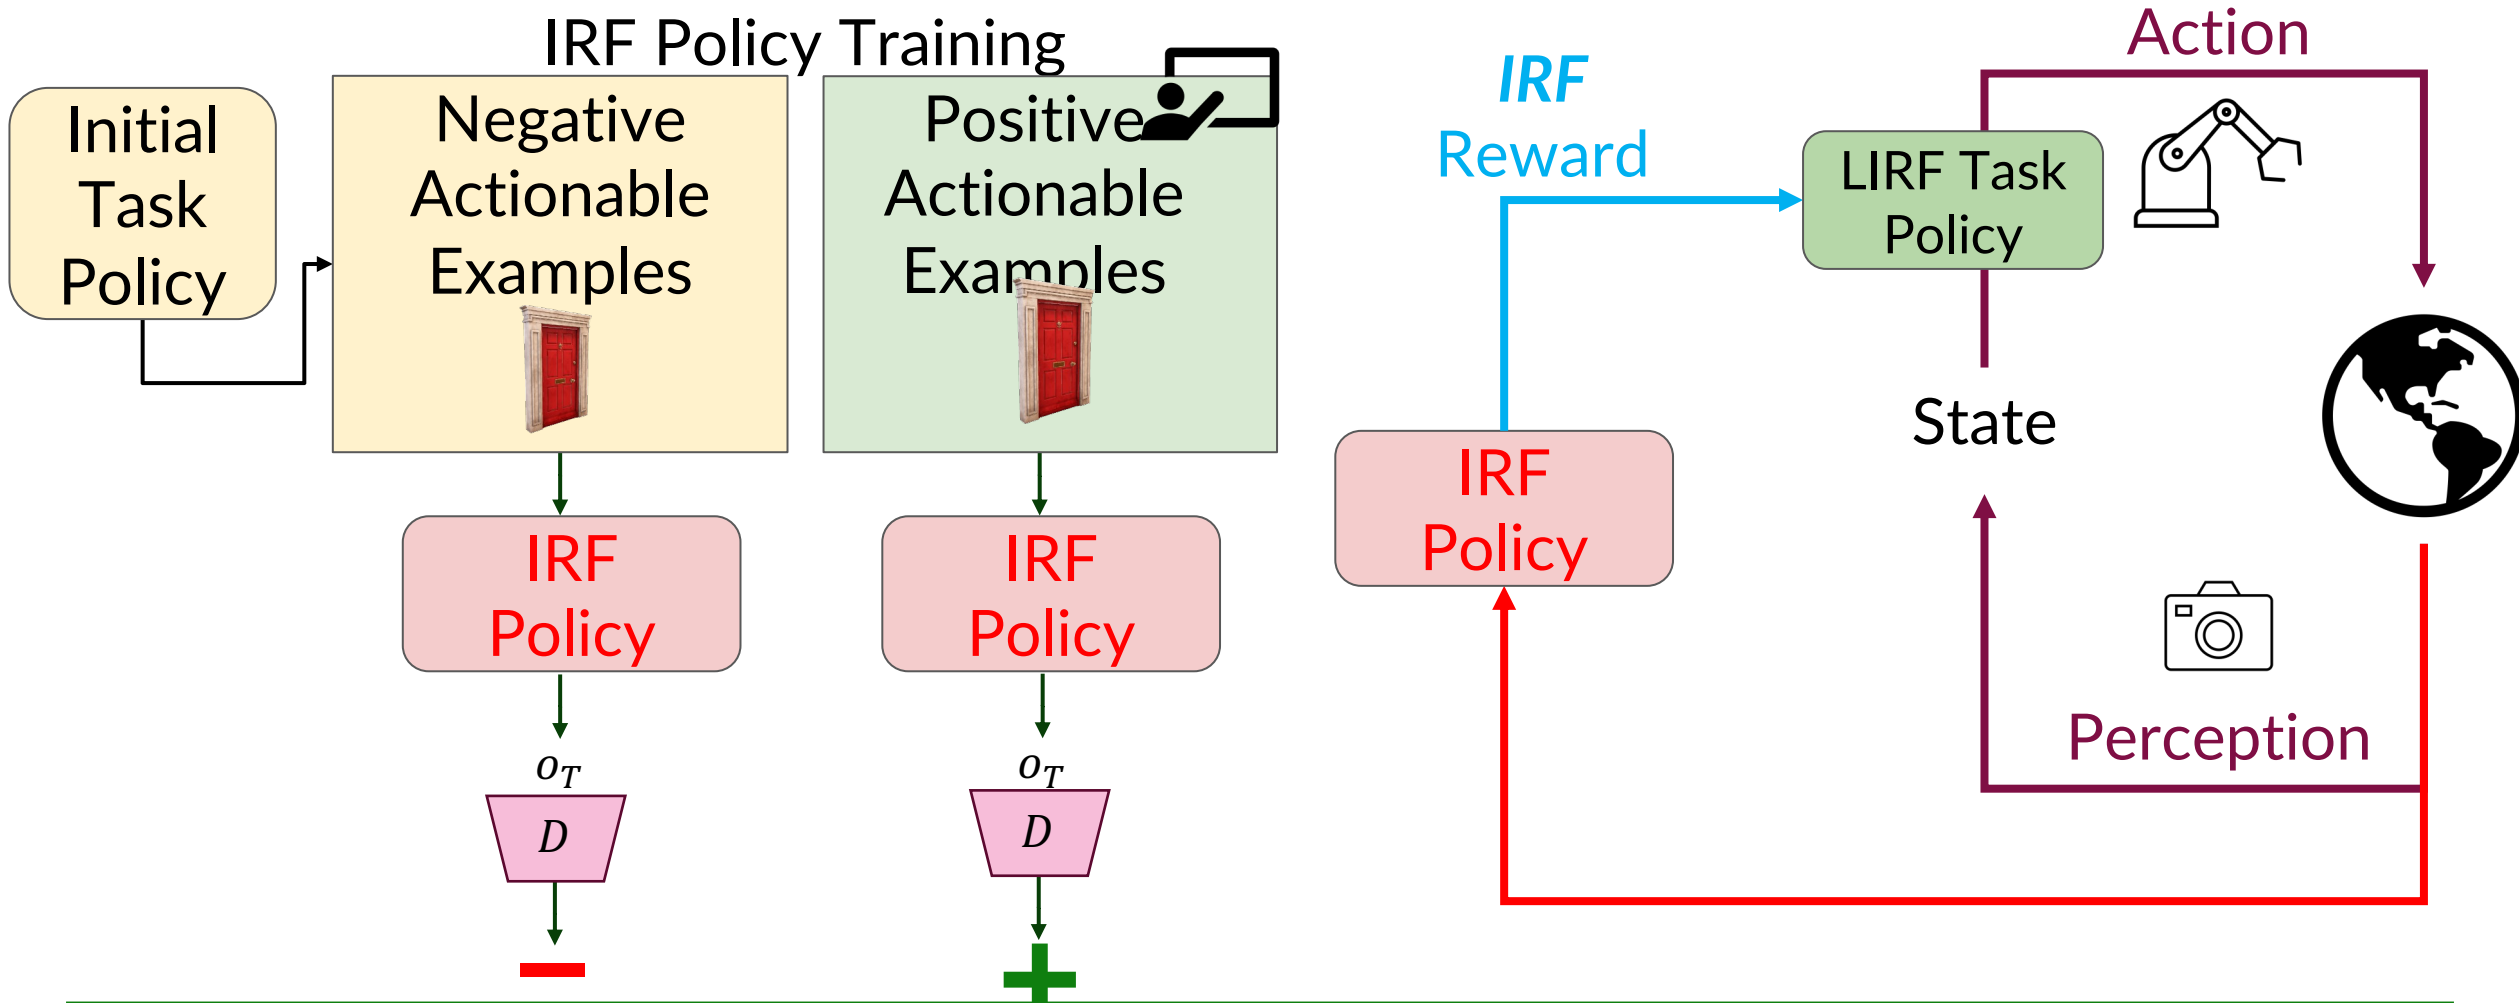 IRF Policy Training
Initial
Task
Policy
Negative
Actionable
Examples
Positive
Actionable
Examples
IRF
Policy
IRF
Policy
o_T
o_T
D
D
IRF
Reward
IRF
Policy
Action
LIRF Task
Policy
State
Perception